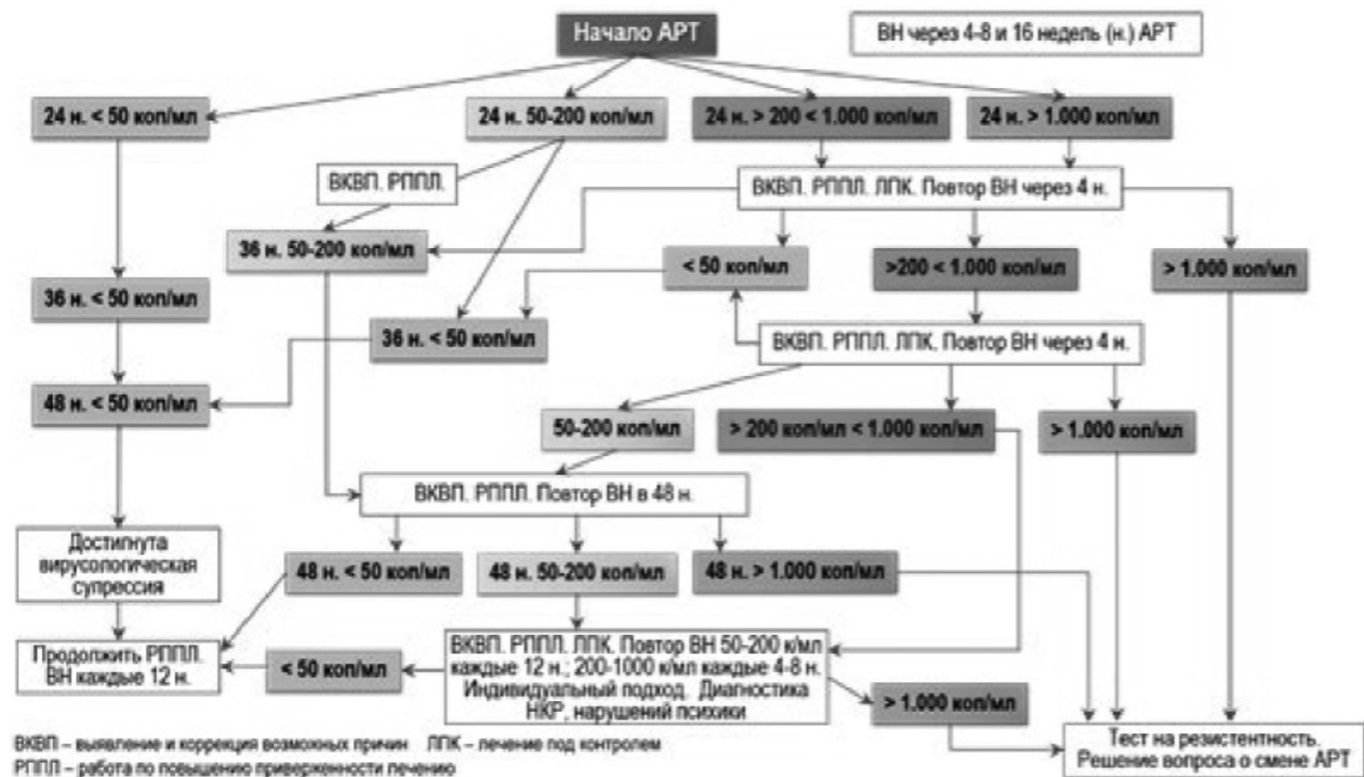 Начало АРТ
ВН через 4-8 и 16 недель (н.) АРТ
24 н. < 50 коп/мл
24 н. 50-200 коп/мл
24 н. > 200 < 1.000 коп/мл
24 н. > 1.000 коп/мл
ВКВП. РППЛ.
ВКВП. РППЛ. ЛПК. Повтор ВН через 4 н.
36 н. 50-200 коп/мл
< 50 коп/мл
>200 < 1.000 коп/мл
> 1.000 коп/мл
36 н. < 50 коп/мл
36 н. < 50 коп/мл
ВКВП. РППЛ. ЛПК. Повтор ВН через 4 н.
48 н. < 50 коп/мл
50-200 коп/мл
> 200 коп/мл < 1.000 коп/мл
> 1.000 коп/мл
ВКВП. РППЛ. Повтор ВН в 48 н.
Достигнута
вирусологическая
супрессия
48 н. < 50 коп/мл
48 н. 50-200 коп/мл
48 н. > 1.000 коп/мл
Продолжить РППЛ.
ВН каждые 12 н.
< 50 коп/мл
ВКВП. РППЛ. ЛПК. Повтор ВН 50-200 к/мл
каждые 12 н.; 200-1000 к/мл каждые 4-8 н.
Индивидуальный подход. Диагностика
НКР, нарушений психики
> 1.000 коп/мл
Тест на резистентность.
Решение вопроса о смене АРТ
ВКВП – выявление и коррекция возможных причин ЛПК – лечение под контролем
РППЛ – работа по повышению приверженности лечению